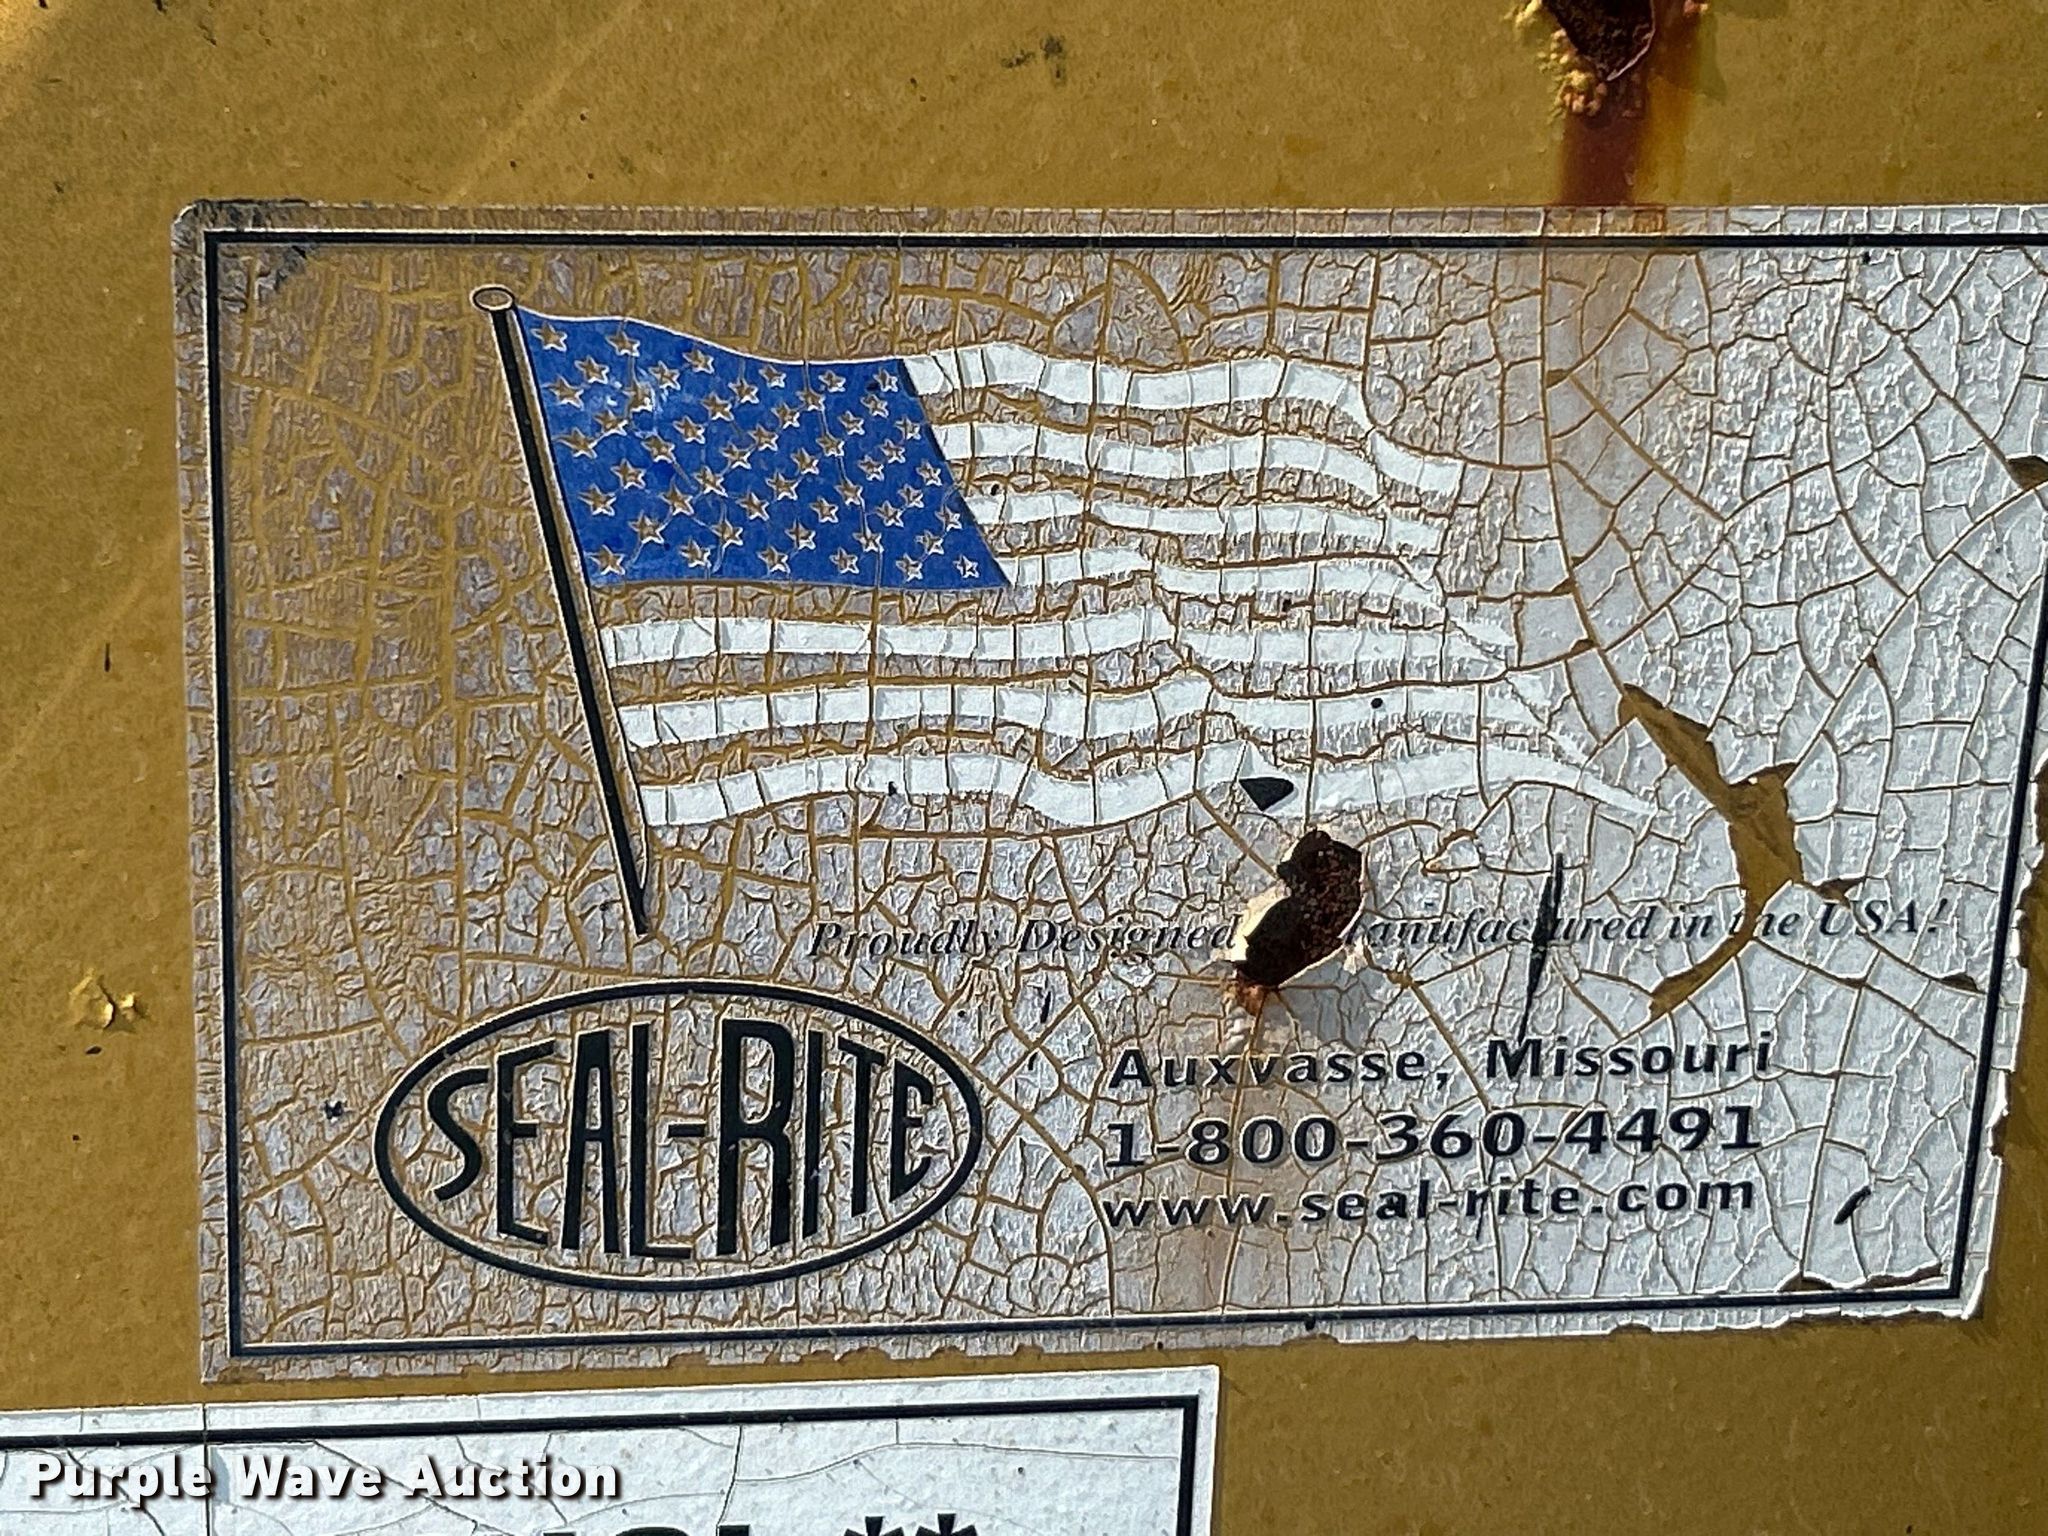 Proudly Designed anufactured in the USA!
SEAL-RITE
Auxvasse, Missouri
1-800-360-4491
www.seal-rite.com
Purple Wave Auction